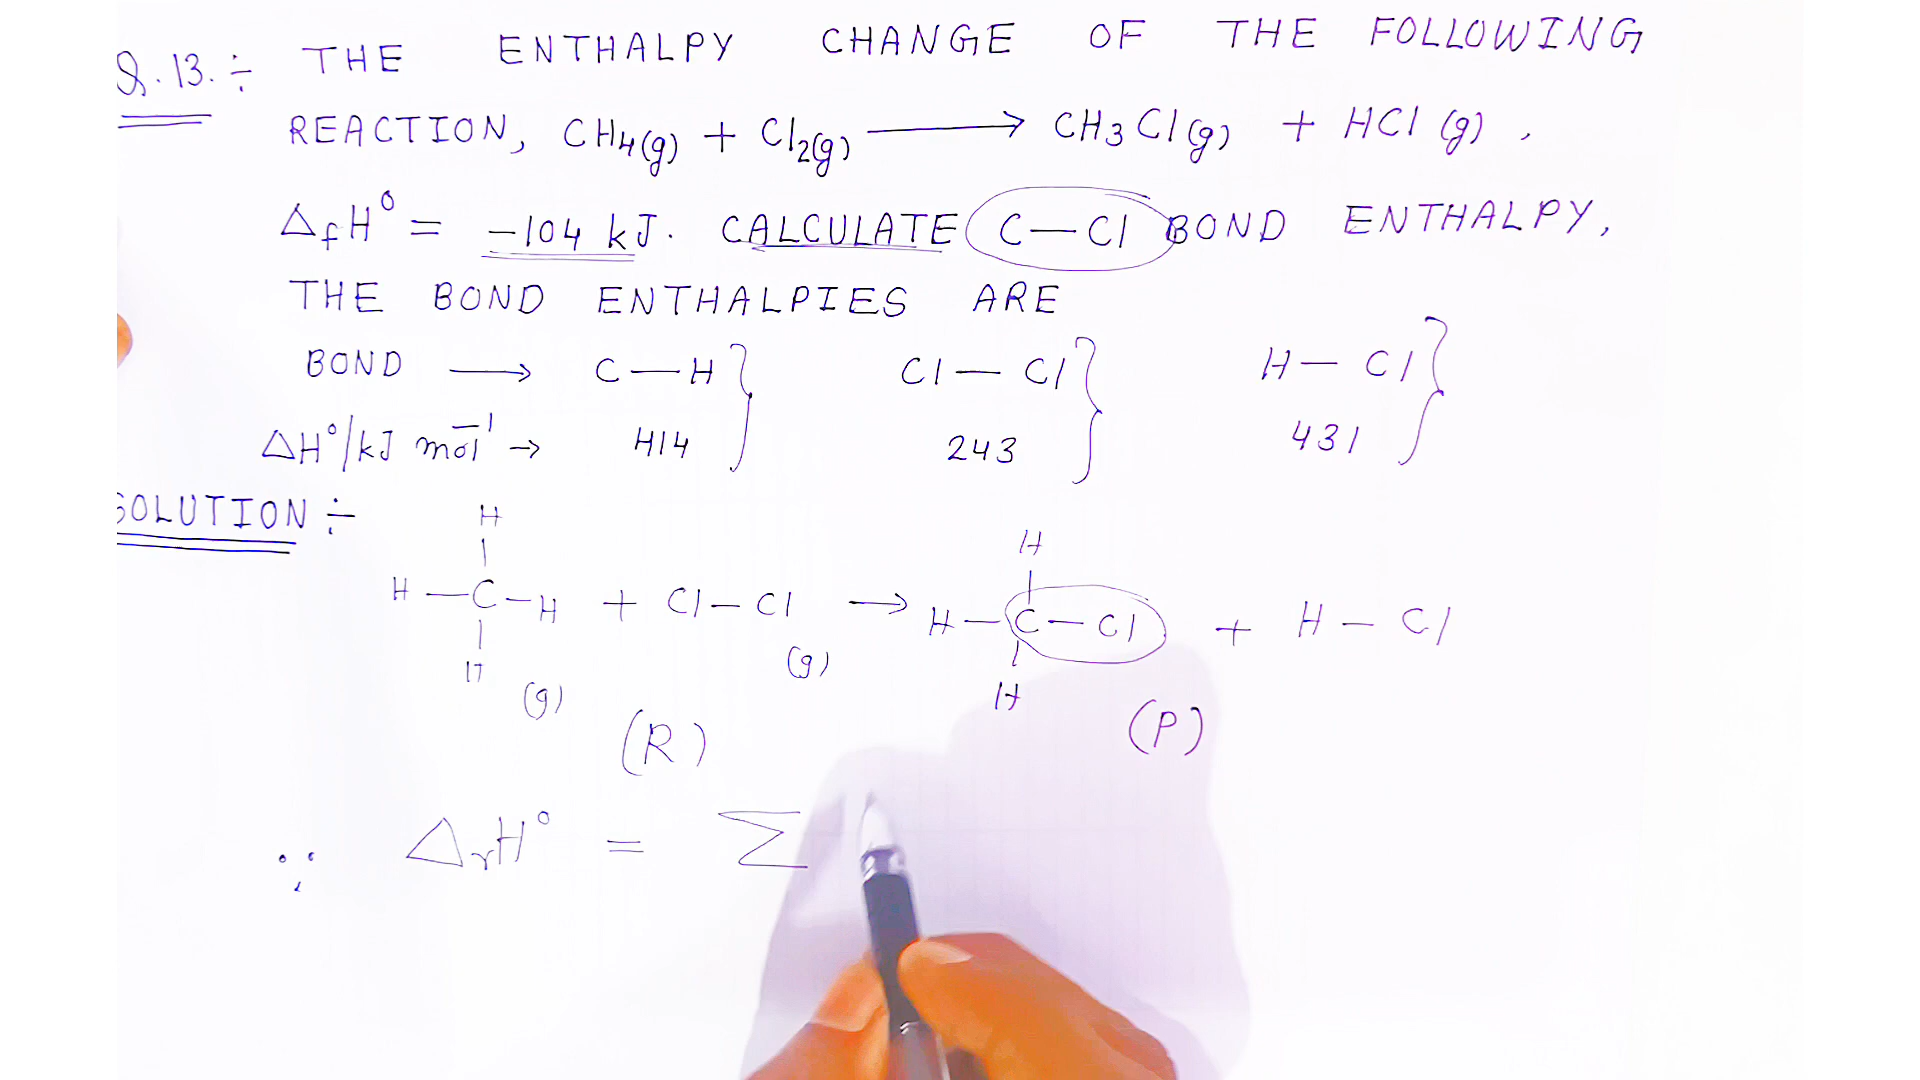 Q.13. ÷ THE ENTHALPY CHANGE OF THE FOLLOWING
REACTION, CH4(g) + Cl2(g) ⟶ CH3Cl(g) + HCl (g) ,
ΔfH° = −104 kJ. CALCULATE C−Cl BOND ENTHALPY.
THE BOND ENTHALPIES ARE
BOND ⟶ C−H } Cl−Cl } H−Cl }
ΔH°/kJ mol⁻¹ → 414 243 431
SOLUTION ÷
H
H
H−C−H + Cl−Cl → H−C−Cl + H−Cl
(g)
H
H
(g)
(R)
(P)
∵ ΔrH° = Σ